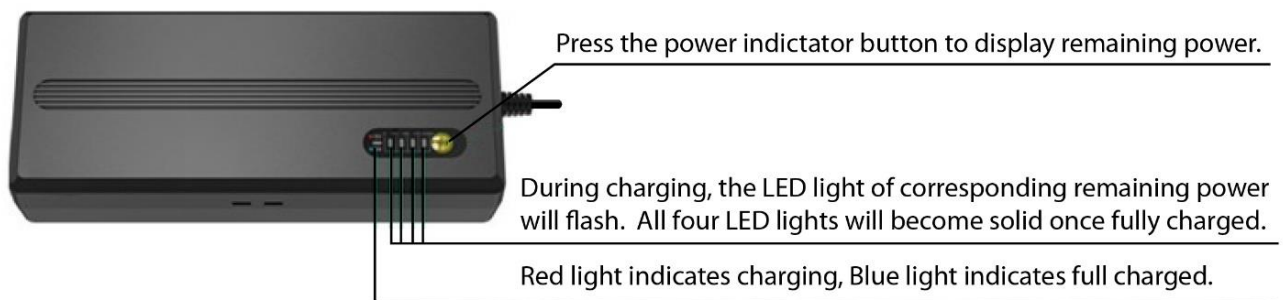 Press the power indictator button to display remaining power.
During charging, the LED light of corresponding remaining power
will flash.  All four LED lights will become solid once fully charged.
Red light indicates charging, Blue light indicates full charged.